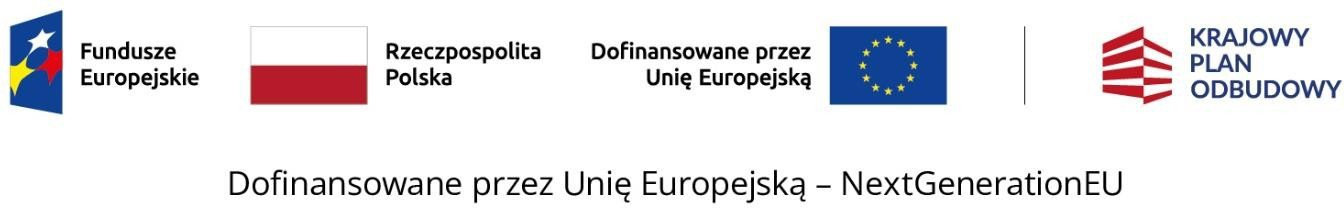 Fundusze
Europejskie
Rzeczpospolita
Polska
Dofinansowane przez
Unię Europejską
KRAJOWY
PLAN
ODBUDOWY
Dofinansowane przez Unię Europejską – NextGenerationEU